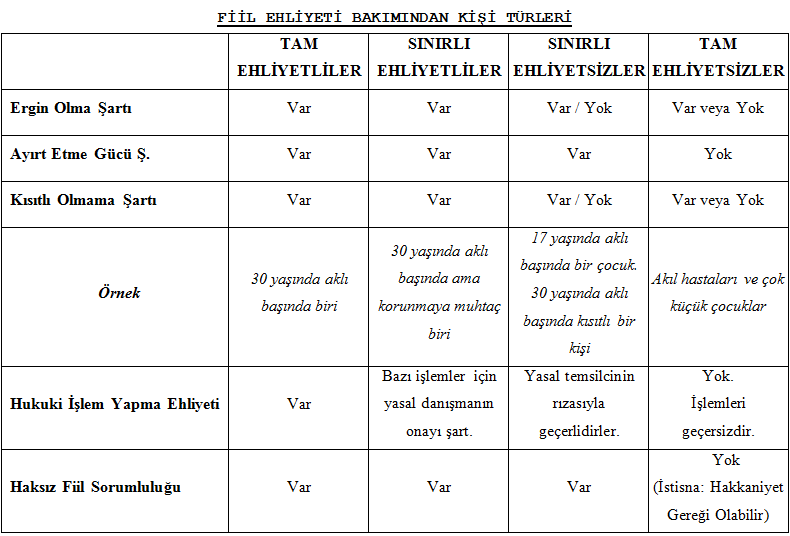 FİİL EHLİYETİ BAKIMINDAN KİŞİ TÜRLERİ
TAM EHLİYETLİLER
SINIRLI EHLİYETLİLER
SINIRLI EHLİYETSİZLER
TAM EHLİYETSİZLER
Ergin Olma Şartı
Var
Var
Var / Yok
Var veya Yok
Ayırt Etme Gücü Ş.
Var
Var
Var
Yok
Kısıtlı Olmama Şartı
Var
Var
Var / Yok
Var veya Yok
Örnek
30 yaşında aklı
başında biri
30 yaşında aklı
başında ama
korunmaya muhtaç
biri
17 yaşında aklı
başında bir çocuk.
30 yaşında aklı
başında kısıtlı bir
kişi
Akıl hastaları ve çok
küçük çocuklar
Hukuki İşlem Yapma Ehliyeti
Var
Bazı işlemler için
yasal danışmanın
onayı şart.
Yasal temsilcinin
rızasıyla
geçerlidirler.
Yok.
İşlemleri
geçersizdir.
Haksız Fiil Sorumluluğu
Var
Var
Var
Yok
(İstisna: Hakkaniyet
Gereği Olabilir)